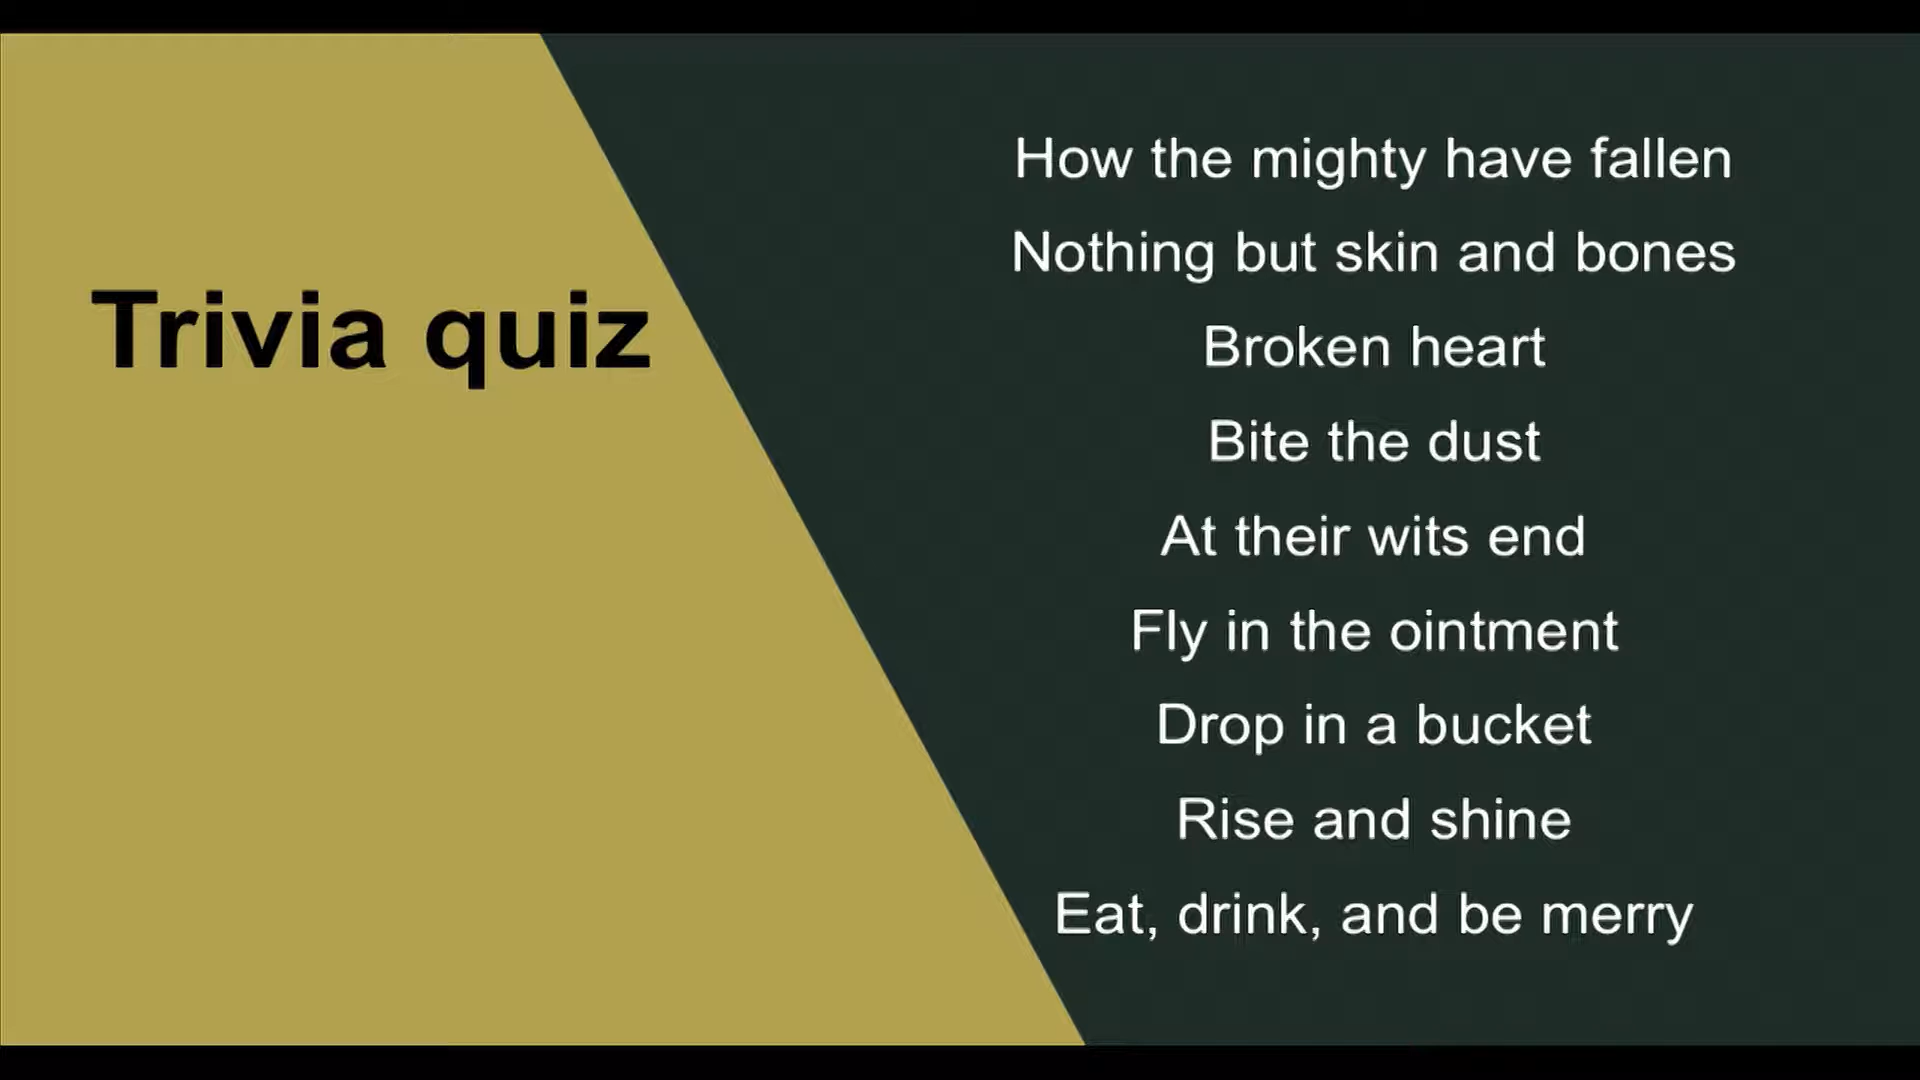 Trivia quiz
How the mighty have fallen
Nothing but skin and bones
Broken heart
Bite the dust
At their wits end
Fly in the ointment
Drop in a bucket
Rise and shine
Eat, drink, and be merry